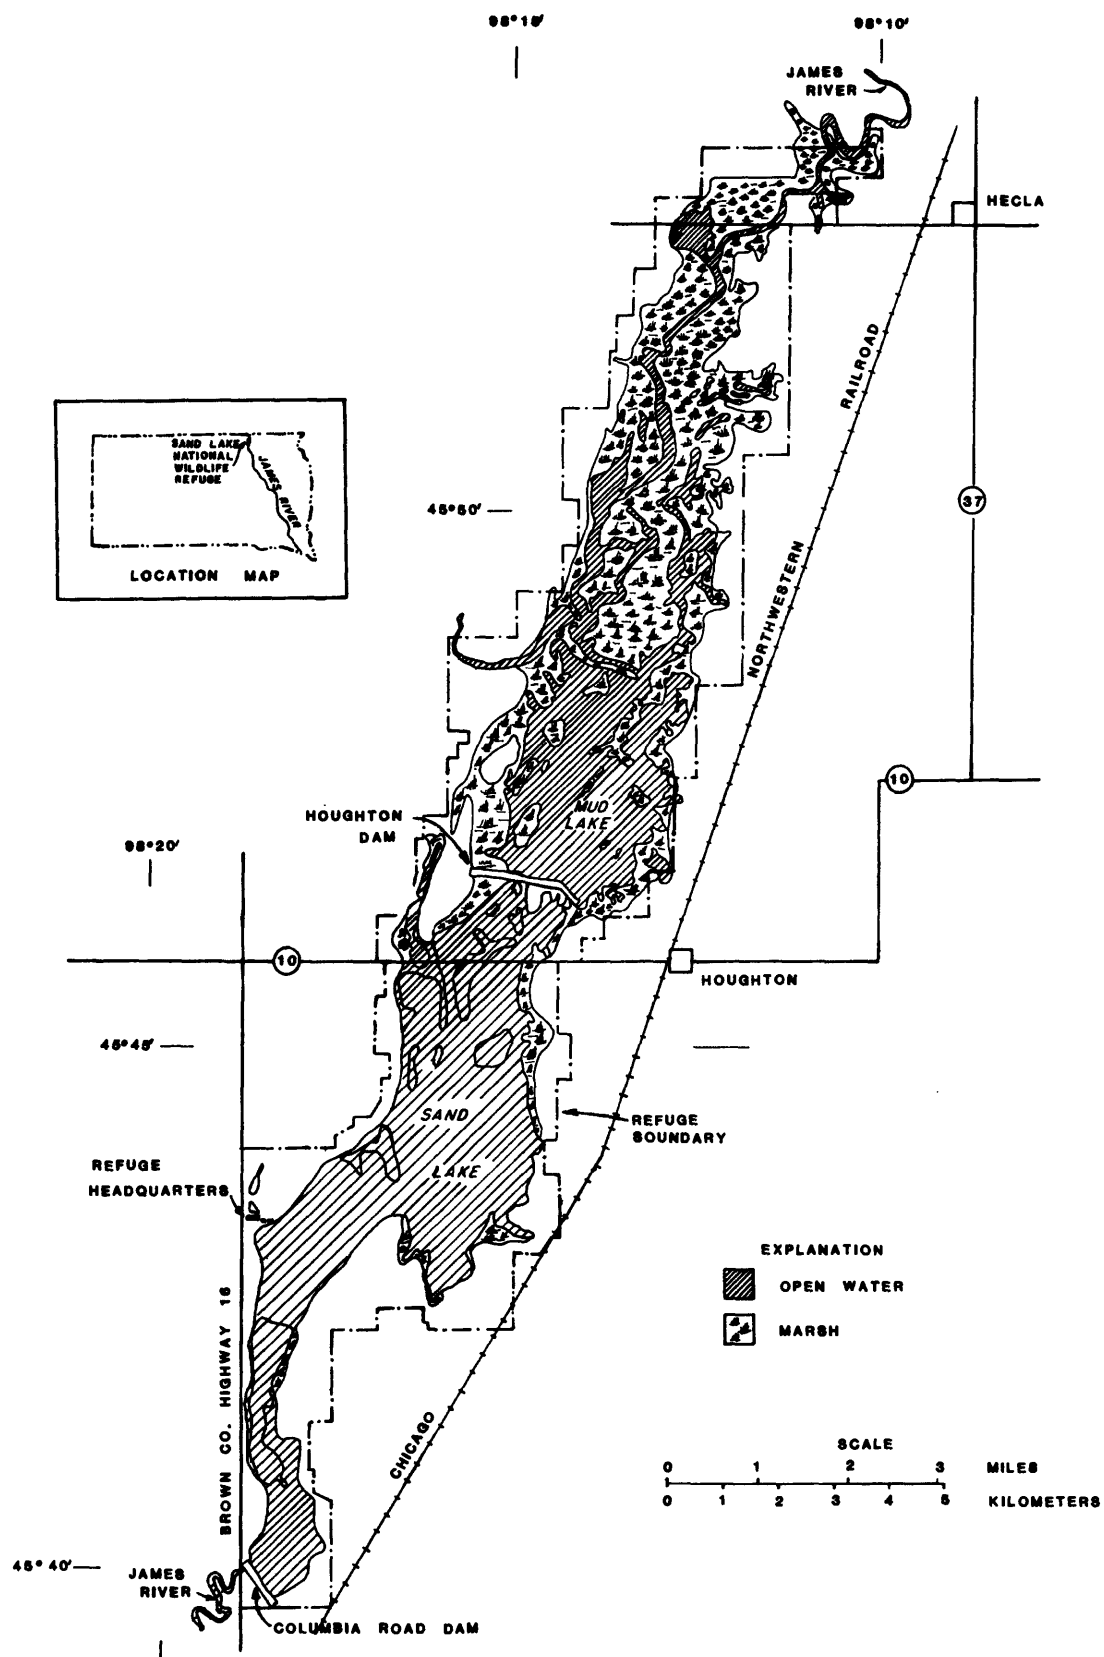 98°15'
98°10'
JAMES
RIVER
HECLA
RAILROAD
SAND LAKE
NATIONAL
WILDLIFE
REFUGE
JAMES RIVER
LOCATION MAP
45°50'
37
NORTHWESTERN
10
MUD
LAKE
HOUGHTON
DAM
98°20'
10
HOUGHTON
45°45'
SAND
LAKE
REFUGE
BOUNDARY
REFUGE
HEADQUARTERS
EXPLANATION
OPEN WATER
MARSH
BROWN CO. HIGHWAY 16
CHICAGO
SCALE
0 1 2 3 MILES
0 1 2 3 4 5 KILOMETERS
45°40'
JAMES
RIVER
COLUMBIA ROAD DAM